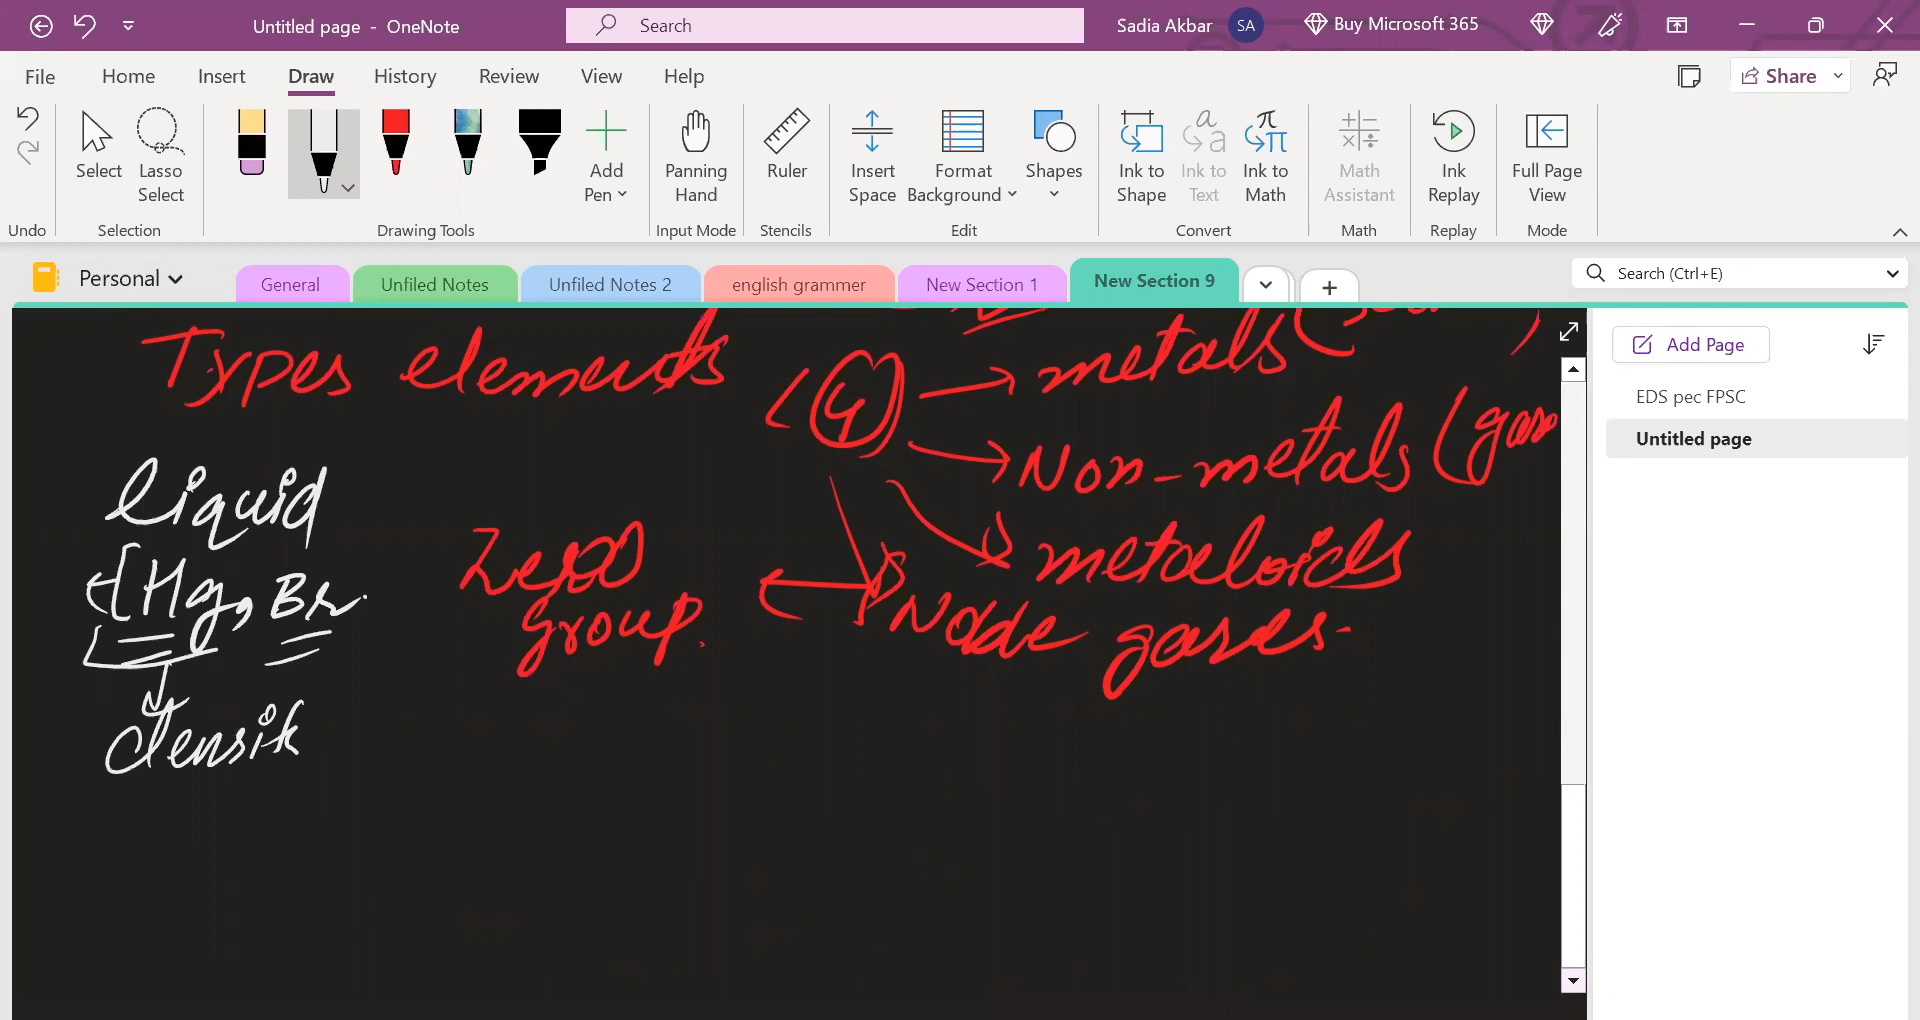 Untitled page - OneNote
Search
Sadia Akbar SA
Buy Microsoft 365
File Home Insert Draw History Review View Help
Share
Select
Lasso Select
Add Pen
Panning Hand
Ruler
Insert Space
Format Background
Shapes
Ink to Shape
Ink to Text
Ink to Math
Math Assistant
Ink Replay
Full Page View
Undo Selection Drawing Tools Input Mode Stencils Edit Convert Math Replay Mode
Personal General Unfiled Notes Unfiled Notes 2 english grammer New Section 1 New Section 9
Search (Ctrl+E)
Add Page
EDS pec FPSC
Untitled page
Types elements
4
metals (
Non-metals (gas
metaloids
gases
Zero
group.
liquid
Hg, Br
densit